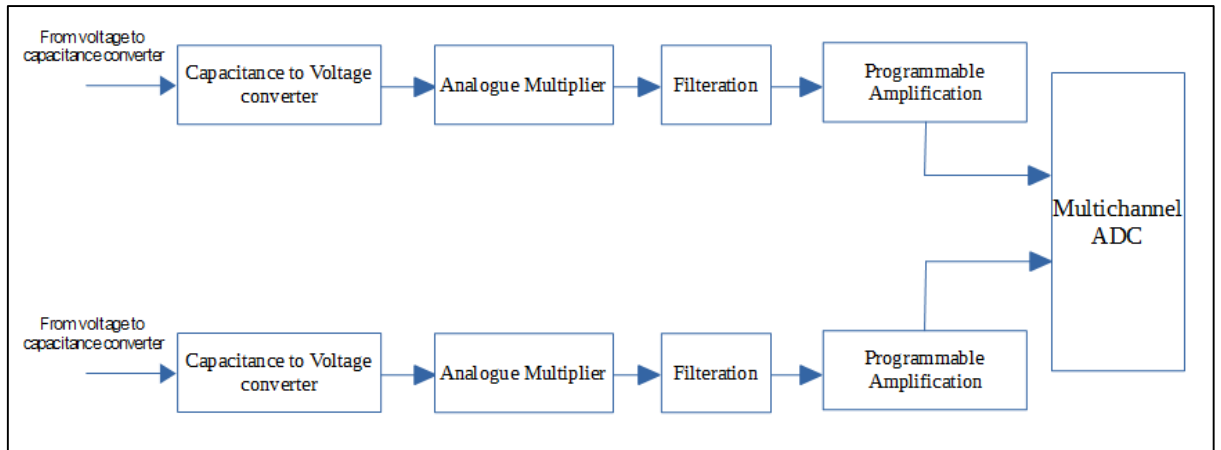 From voltage to
capacitance converter
Capacitance to Voltage
converter
Analogue Multiplier
Filteration
Programmable
Amplification
Multichannel
ADC
From voltage to
capacitance converter
Capacitance to Voltage
converter
Analogue Multiplier
Filteration
Programmable
Amplification